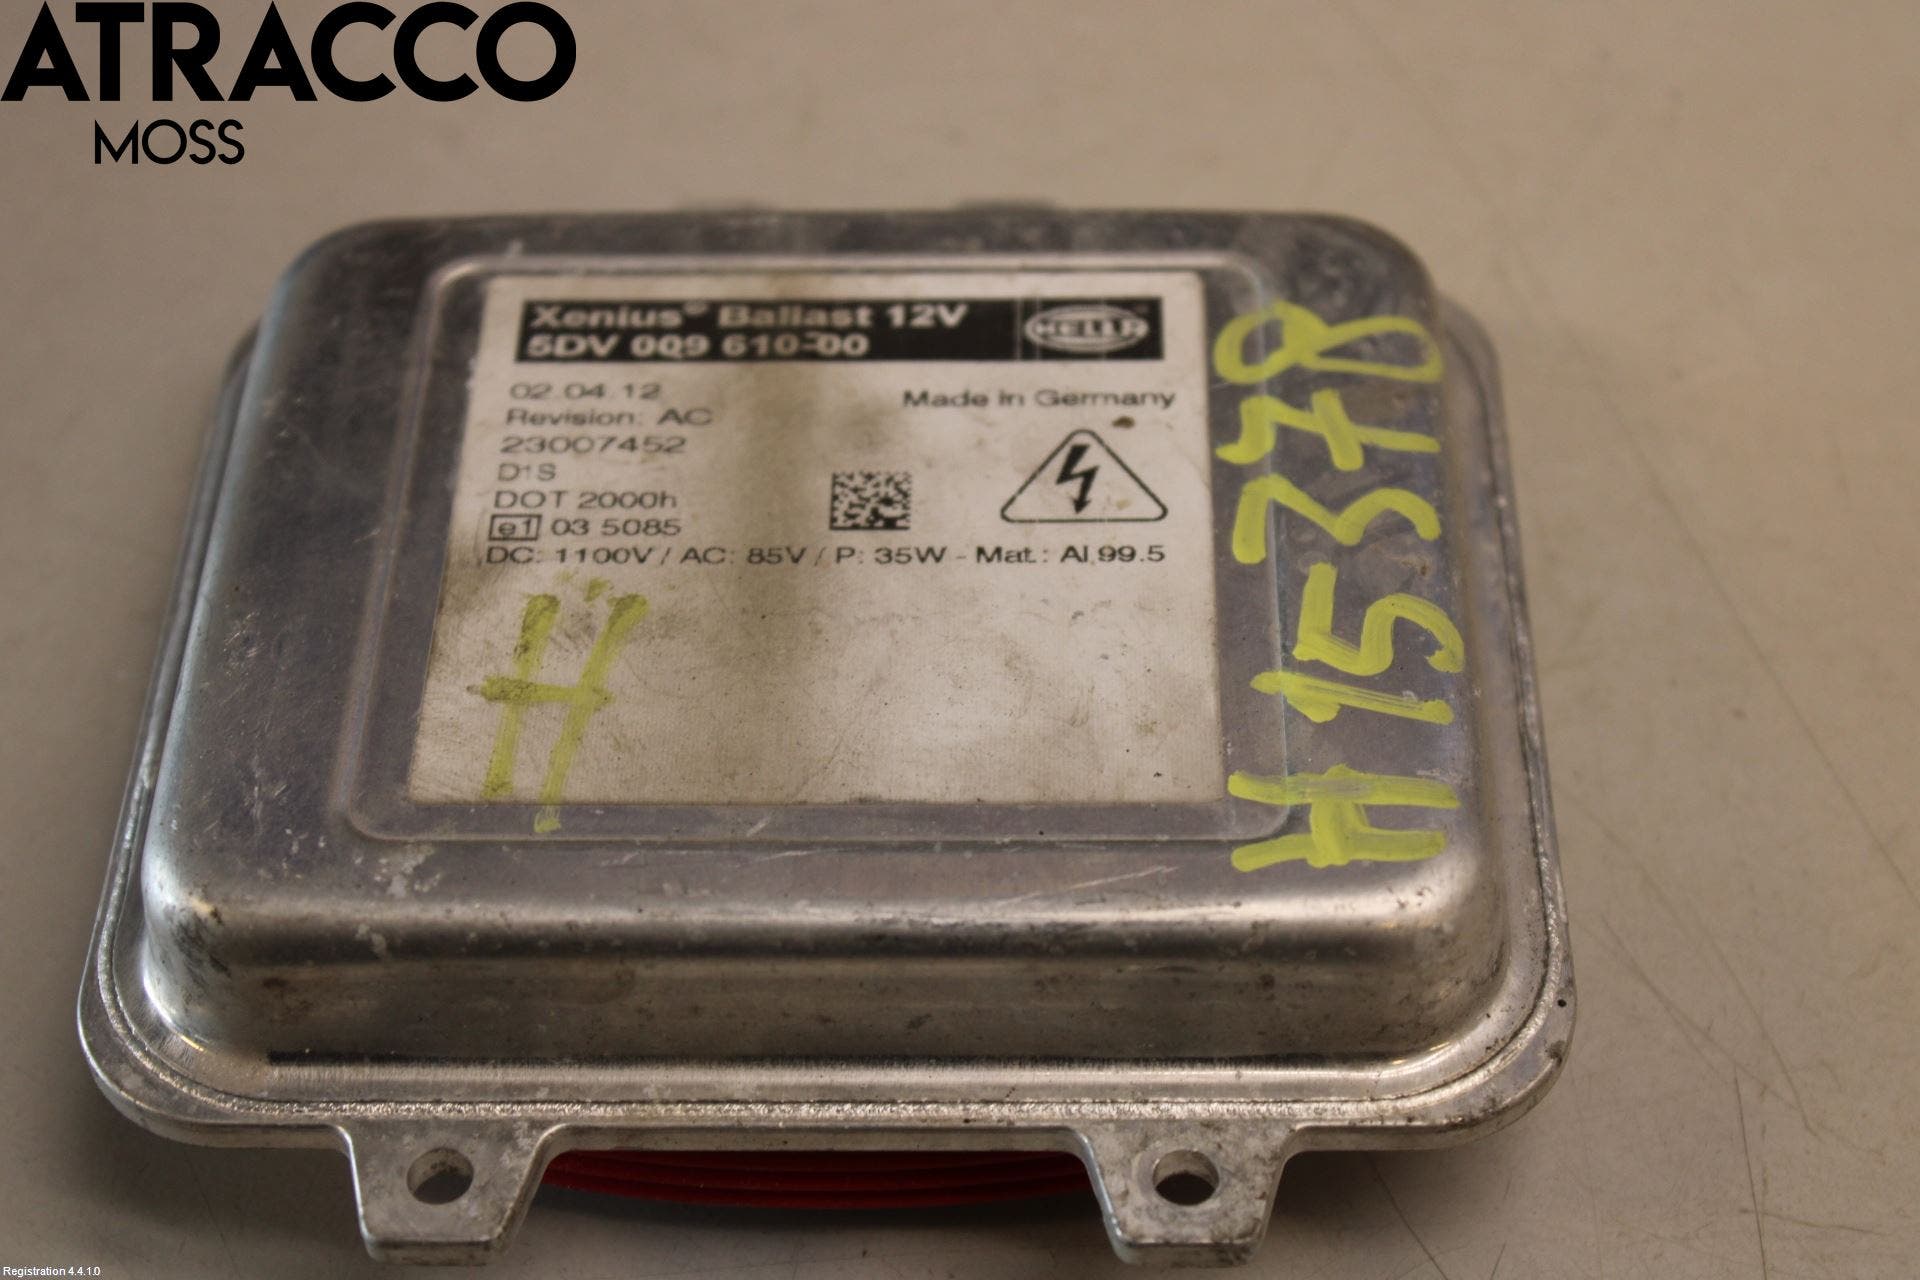 ATRACCO
MOSS
Xenius® Ballast 12V
5DV 009 610-00
HELLA
02.04.12
Made in Germany
Revision: AC
23007452
D1S
DOT 2000h
e1 03 5085
DC: 1100V / AC: 85V / P: 35W - Mat.: Al 99.5
H
H15378
Registration 4.4.1.0